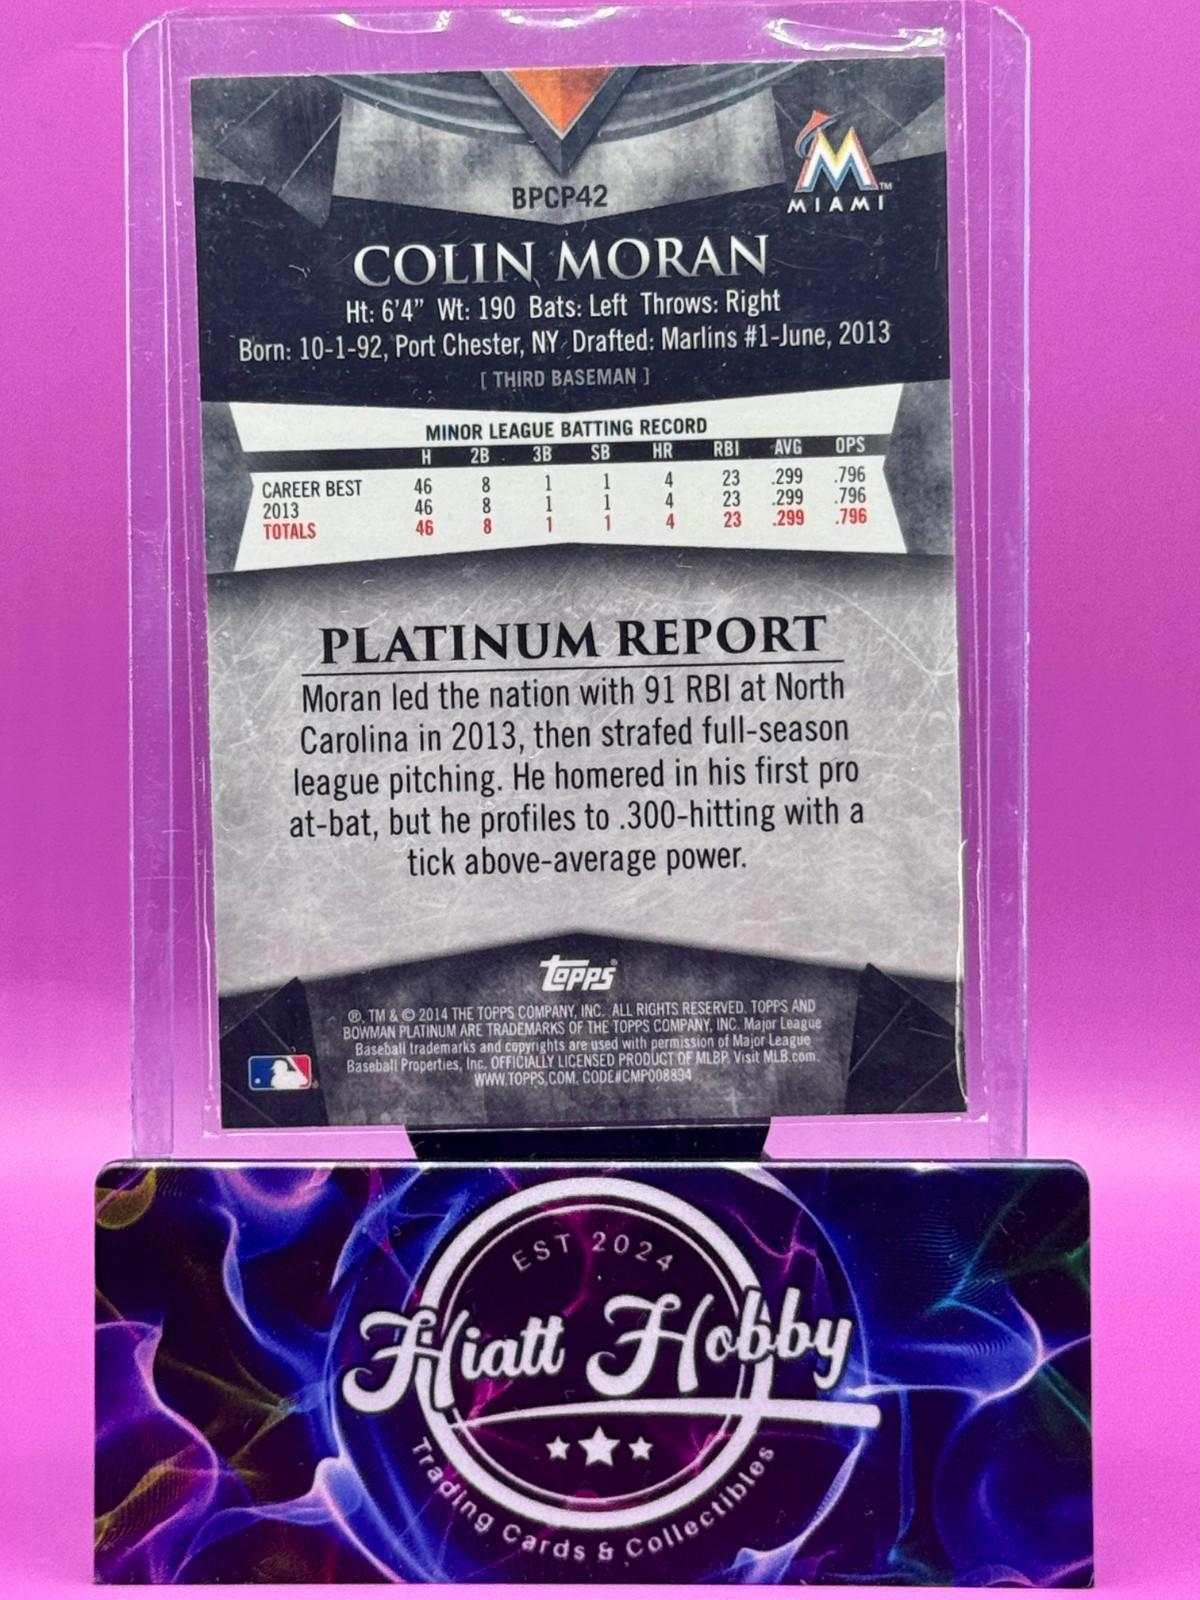 M™
MIAMI
BPCP42
COLIN MORAN
Ht: 6'4" Wt: 190 Bats: Left Throws: Right
Born: 10-1-92, Port Chester, NY Drafted: Marlins #1-June, 2013
[ THIRD BASEMAN ]
MINOR LEAGUE BATTING RECORD
H 2B 3B SB HR RBI AVG OPS
CAREER BEST 46 8 1 1 4 23 .299 .796
2013 46 8 1 1 4 23 .299 .796
TOTALS 46 8 1 1 4 23 .299 .796
PLATINUM REPORT
Moran led the nation with 91 RBI at North
Carolina in 2013, then strafed full-season
league pitching. He homered in his first pro
at-bat, but he profiles to .300-hitting with a
tick above-average power.
topps
®, TM & © 2014 THE TOPPS COMPANY, INC. ALL RIGHTS RESERVED. TOPPS AND
BOWMAN PLATINUM ARE TRADEMARKS OF THE TOPPS COMPANY, INC. Major League
Baseball trademarks and copyrights are used with permission of Major League
Baseball Properties, Inc. OFFICIALLY LICENSED PRODUCT OF MLBP. Visit MLB.com.
WWW.TOPPS.COM. CODE#CMP008894
EST 2024
Hiatt Hobby
Trading Cards & Collectibles